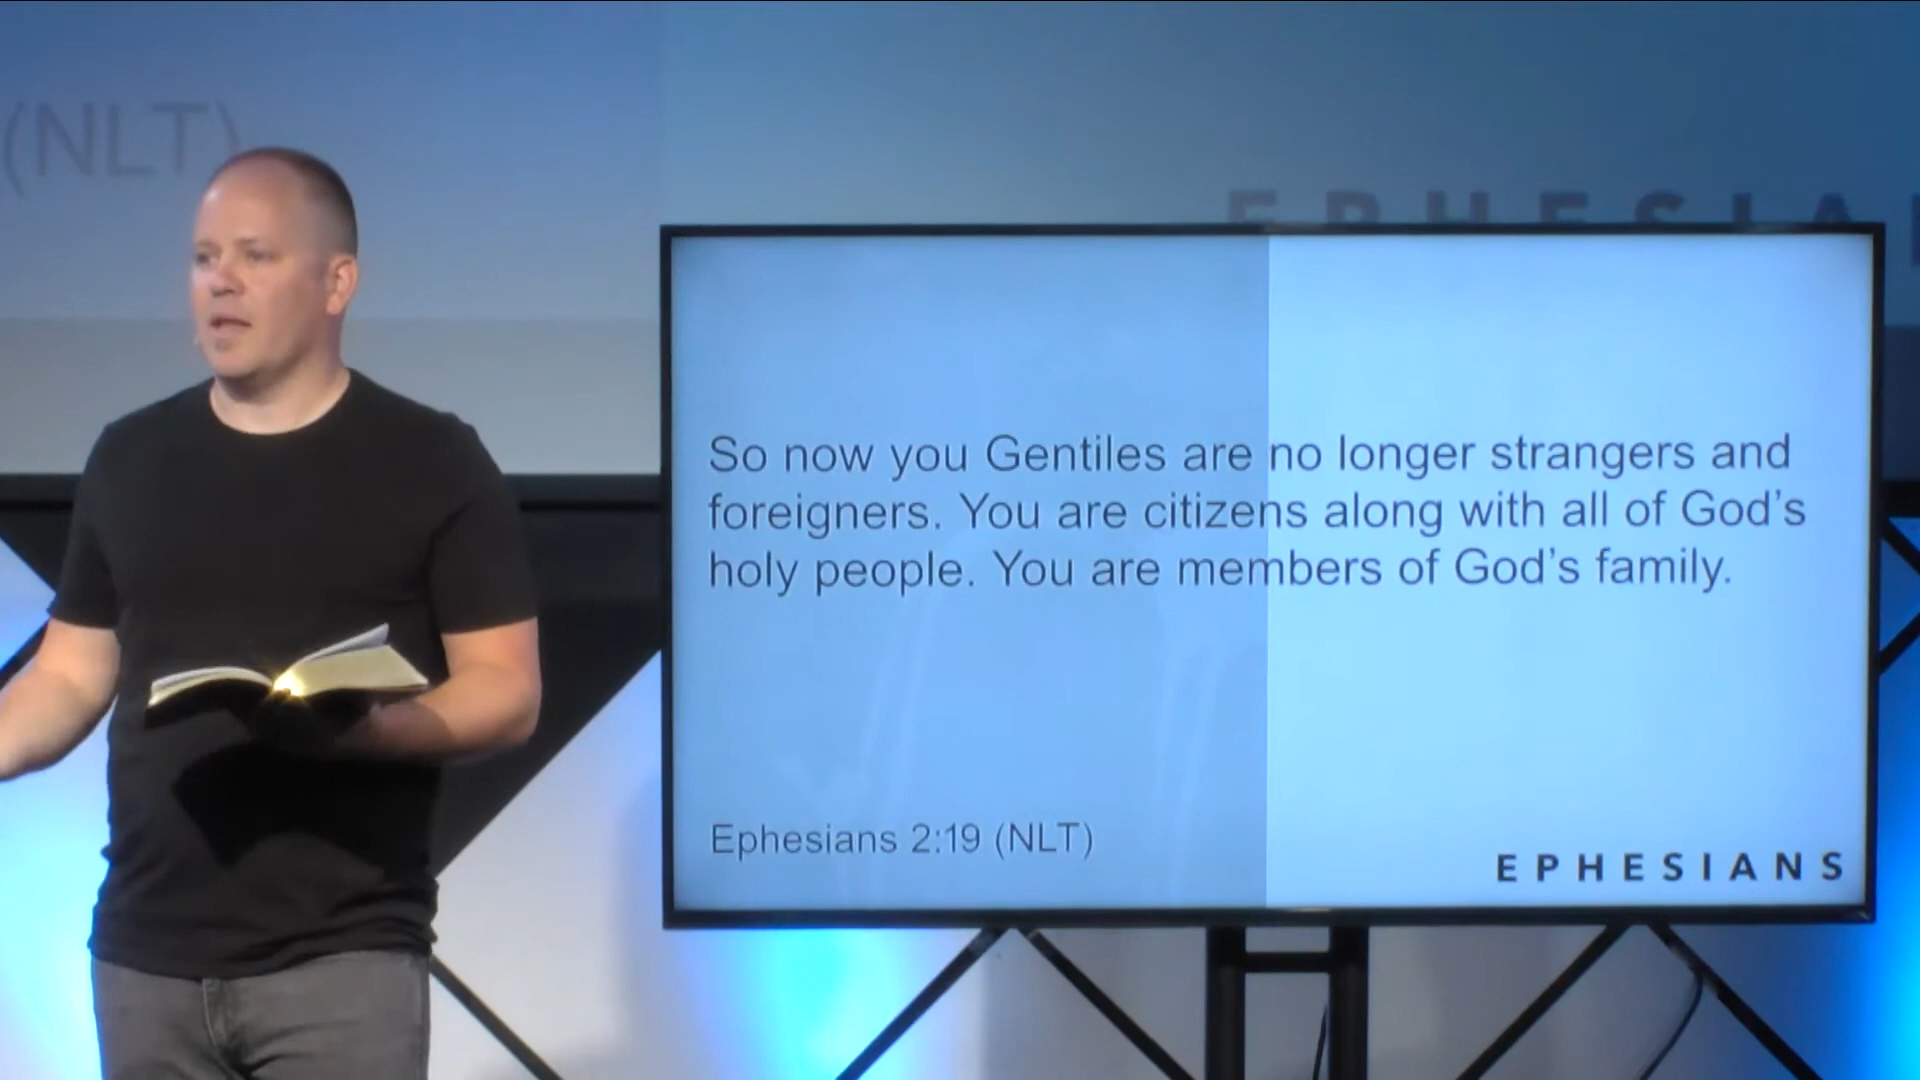 (NLT)
EPHESIA
So now you Gentiles are no longer strangers and
foreigners. You are citizens along with all of God's
holy people. You are members of God's family.
Ephesians 2:19 (NLT)
EPHESIANS